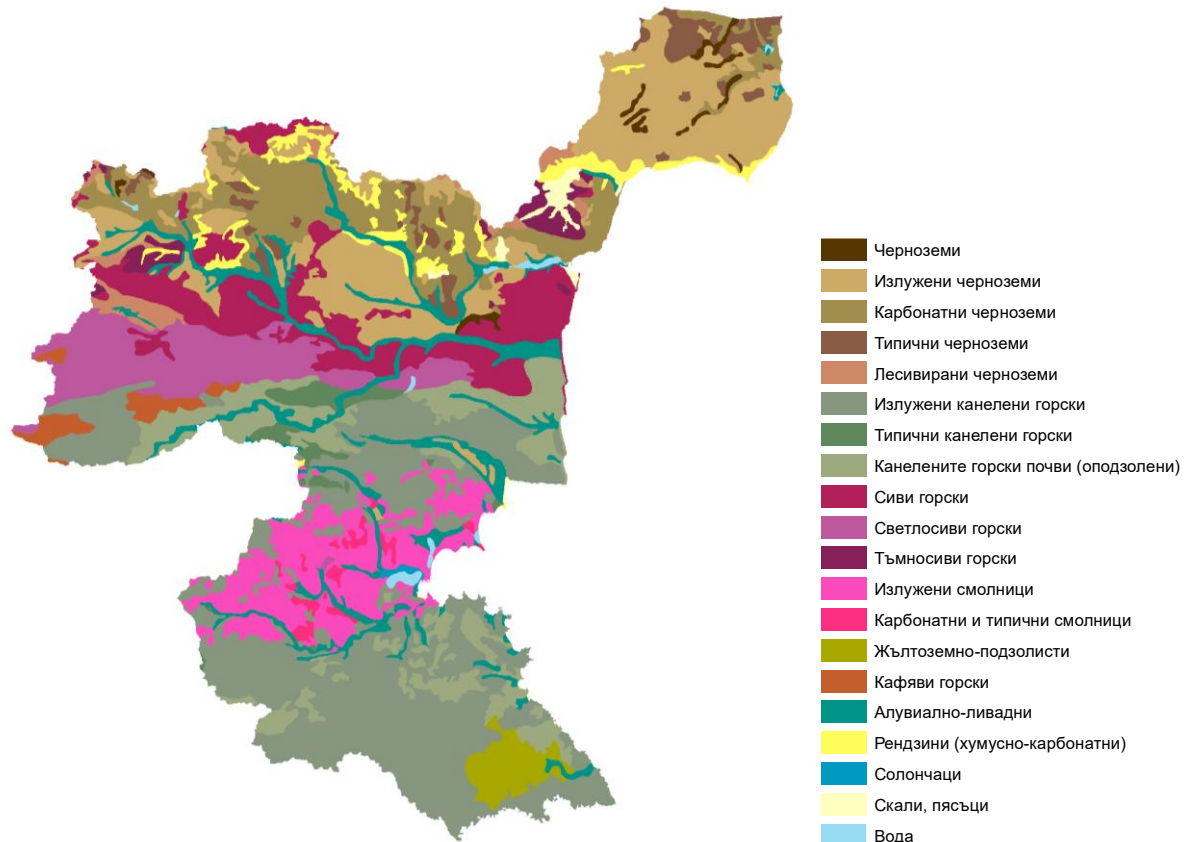 Черноземи
Излужени черноземи
Карбонатни черноземи
Типични черноземи
Лесивирани черноземи
Излужени канелени горски
Типични канелени горски
Канелените горски почви (оподзолени)
Сиви горски
Светлосиви горски
Тъмносиви горски
Излужени смолници
Карбонатни и типични смолници
Жълтоземно-подзолисти
Кафяви горски
Алувиално-ливадни
Рендзини (хумусно-карбонатни)
Солончаци
Скали, пясъци
Вода